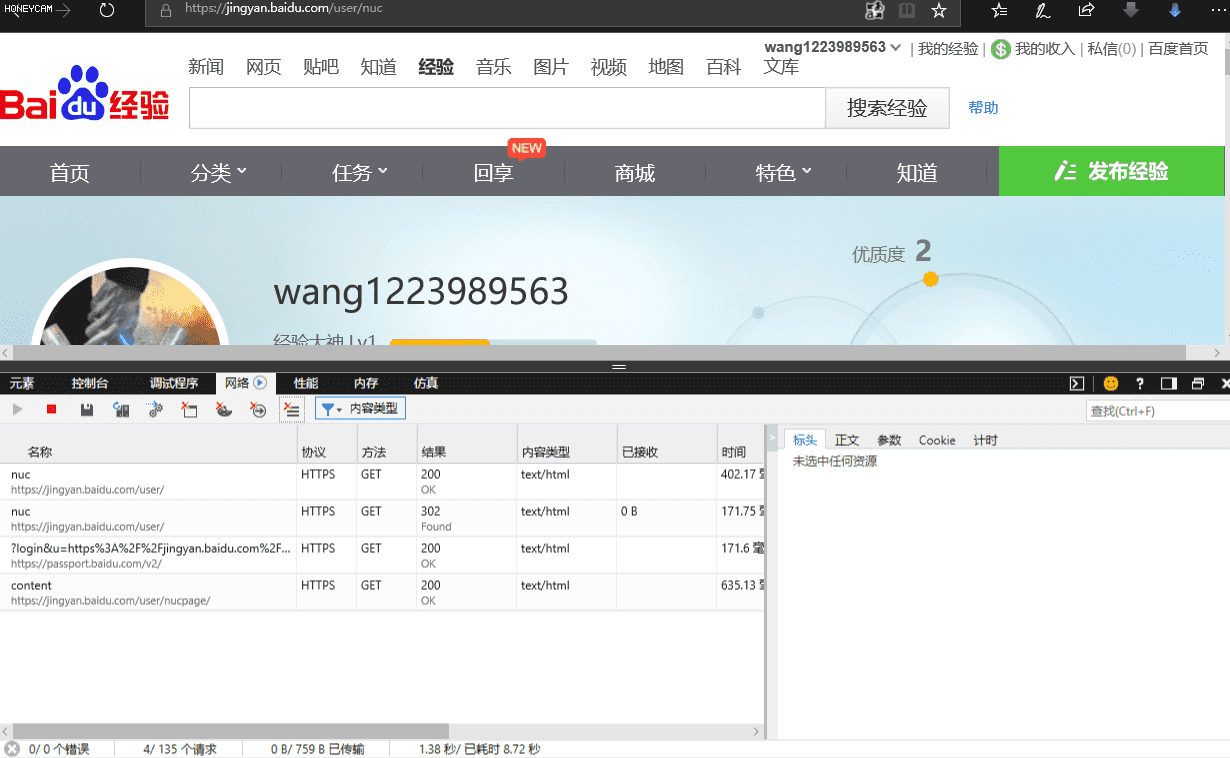 HONEYCAM
https://jingyan.baidu.com/user/nuc
wang1223989563 | 我的经验 | $ 我的收入 | 私信(0) | 百度首页
新闻 网页 贴吧 知道 经验 音乐 图片 视频 地图 百科 文库
Bai du 经验
搜索经验 帮助
NEW
首页 分类 任务 回享 商城 特色 知道 发布经验
优质度 2
wang1223989563
经验大神 Lv1
元素 控制台 调试程序 网络 性能 内存 仿真
内容类型
查找(Ctrl+F)
名称 协议 方法 结果 内容类型 已接收 时间
标头 正文 参数 Cookie 计时
未选中任何资源
nuc HTTPS GET 200 text/html 402.17 毫
https://jingyan.baidu.com/user/ OK
nuc HTTPS GET 302 text/html 0 B 171.75 毫
https://jingyan.baidu.com/user/ Found
?login&u=https%3A%2F%2Fjingyan.baidu.com%2F... HTTPS GET 200 text/html 171.6 毫
https://passport.baidu.com/v2/ OK
content HTTPS GET 200 text/html 635.13 毫
https://jingyan.baidu.com/user/nucpage/ OK
0/ 0 个错误 4/ 135 个请求 0 B/ 759 B 已传输 1.38 秒/ 已耗时 8.72 秒